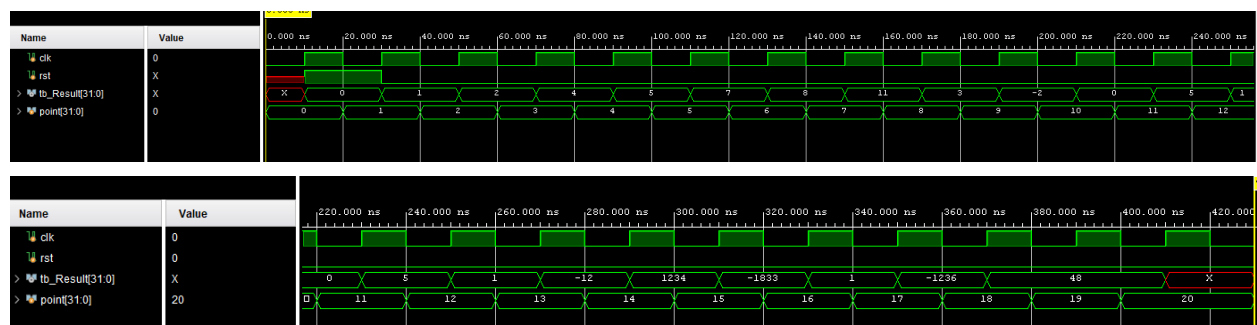 0.000 ns
Name Value 0.000 ns 20.000 ns 40.000 ns 60.000 ns 80.000 ns 100.000 ns 120.000 ns 140.000 ns 160.000 ns 180.000 ns 200.000 ns 220.000 ns 240.000 ns
clk 0
rst X
> tb_Result[31:0] X X 0 1 2 4 5 7 8 11 3 -2 0 5 1
> point[31:0] 0 0 1 2 3 4 5 6 7 8 9 10 11 12
Name Value 220.000 ns 240.000 ns 260.000 ns 280.000 ns 300.000 ns 320.000 ns 340.000 ns 360.000 ns 380.000 ns 400.000 ns 420.000
clk 0
rst 0
> tb_Result[31:0] X 0 5 1 -12 1234 -1833 1 -1236 48 X
> point[31:0] 20 11 12 13 14 15 16 17 18 19 20